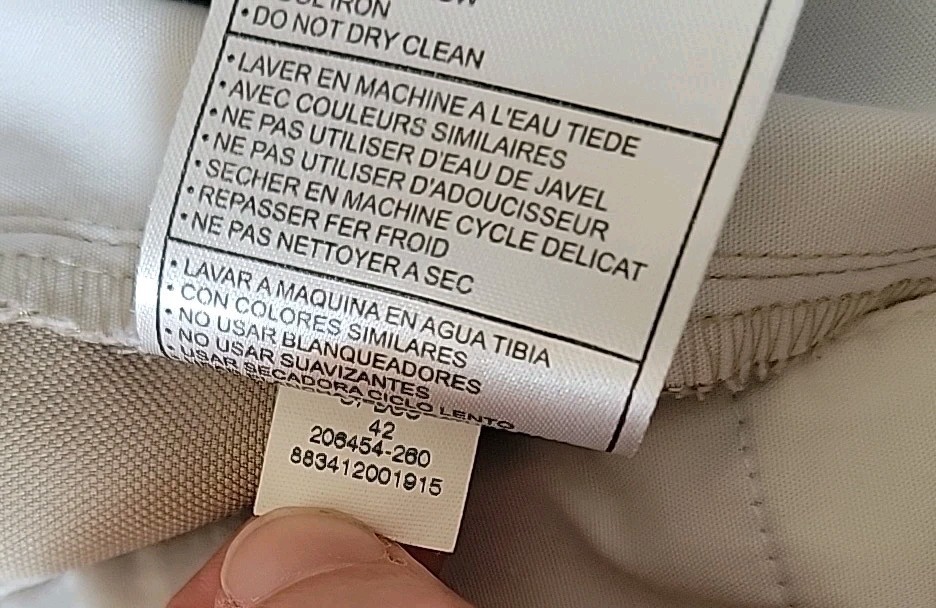 IRON
• DO NOT DRY CLEAN
• LAVER EN MACHINE A L'EAU TIEDE
• AVEC COULEURS SIMILAIRES
• NE PAS UTILISER D'EAU DE JAVEL
• NE PAS UTILISER D'ADOUCISSEUR
• SECHER EN MACHINE CYCLE DELICAT
• REPASSER FER FROID
• NE PAS NETTOYER A SEC
• LAVAR A MAQUINA EN AGUA TIBIA
• CON COLORES SIMILARES
• NO USAR BLANQUEADORES
• NO USAR SUAVIZANTES
• USAR SECADORA CICLO LENTO
42
206454-260
883412001915